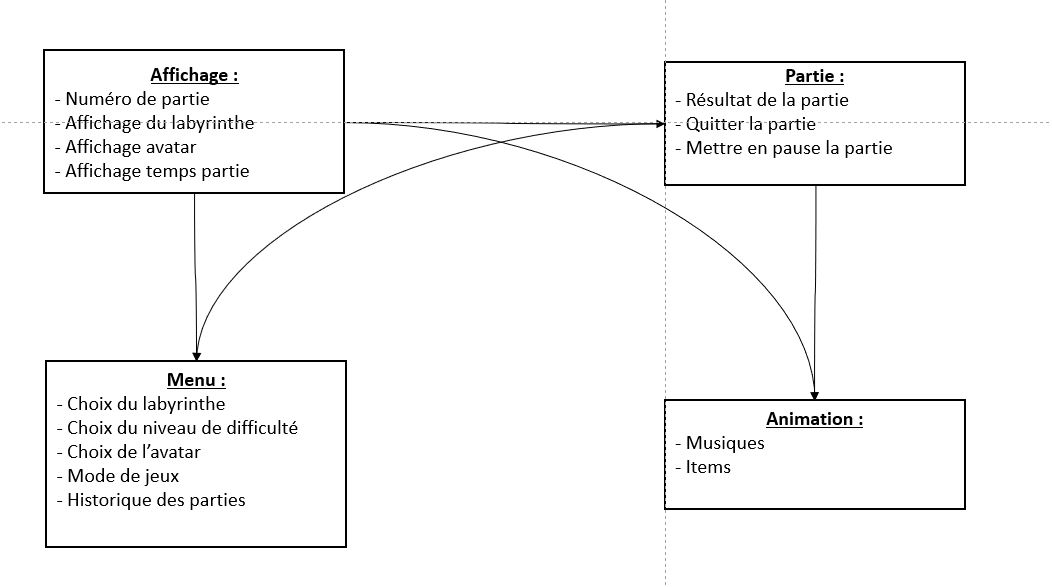 Affichage :
- Numéro de partie
- Affichage du labyrinthe
- Affichage avatar
- Affichage temps partie
Partie :
- Résultat de la partie
- Quitter la partie
- Mettre en pause la partie
Menu :
- Choix du labyrinthe
- Choix du niveau de difficulté
- Choix de l’avatar
- Mode de jeux
- Historique des parties
Animation :
- Musiques
- Items